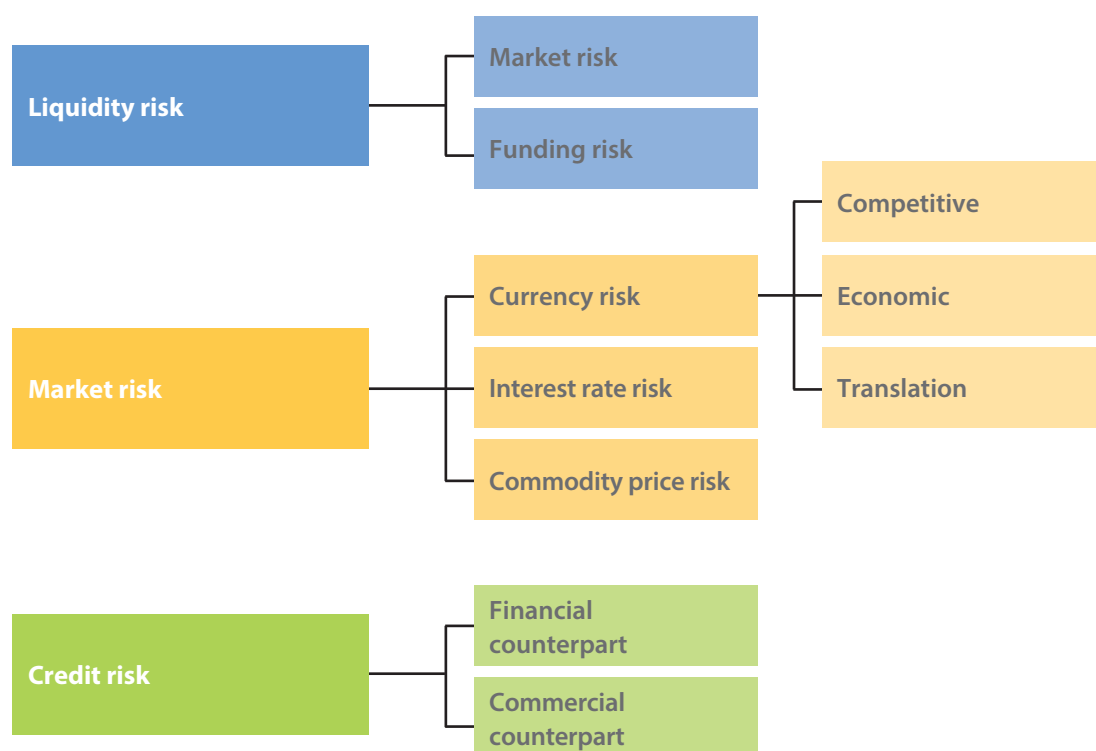 Liquidity risk
Market risk
Funding risk
Market risk
Currency risk
Competitive
Economic
Translation
Interest rate risk
Commodity price risk
Credit risk
Financial
counterpart
Commercial
counterpart